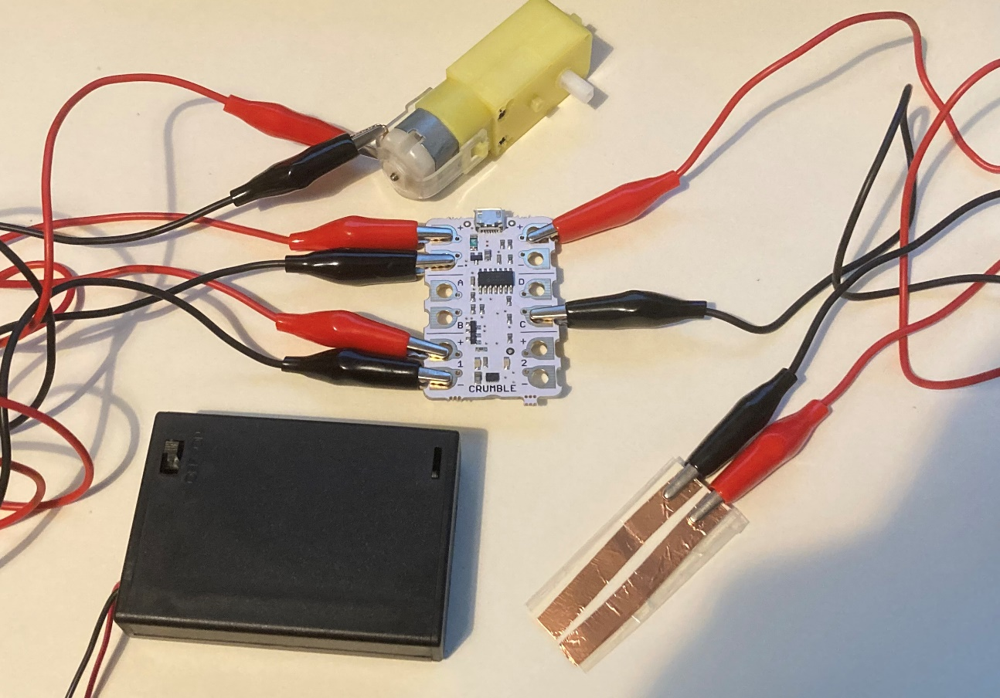 + +
- -
A D
B C
+ +
1 2
- -
CRUMBLE